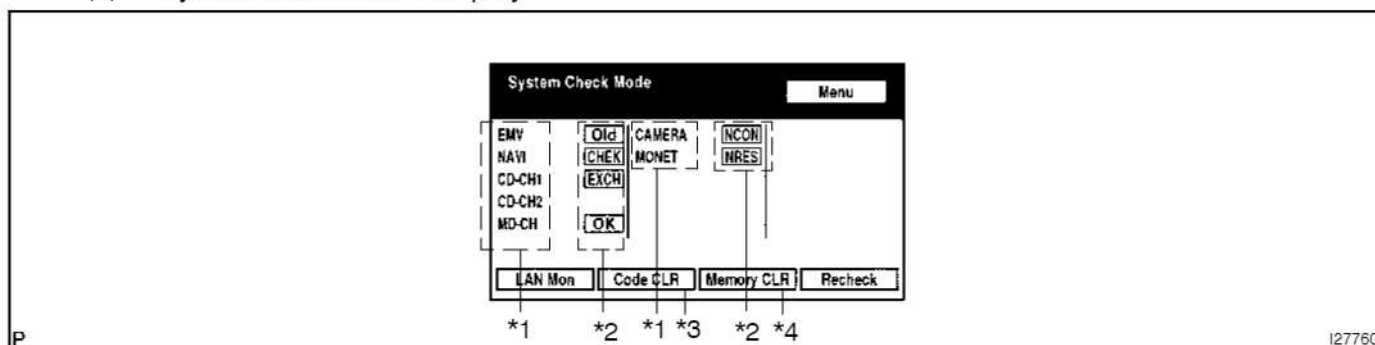 System Check Mode
Menu
EMV Old CAMERA NCON
NAVI CHEK MONET NRES
CD-CH1 EXCH
CD-CH2
MD-CH OK
LAN Mon Code CLR Memory CLR Recheck
*1 *2 *1 *3 *2 *4
P I27760